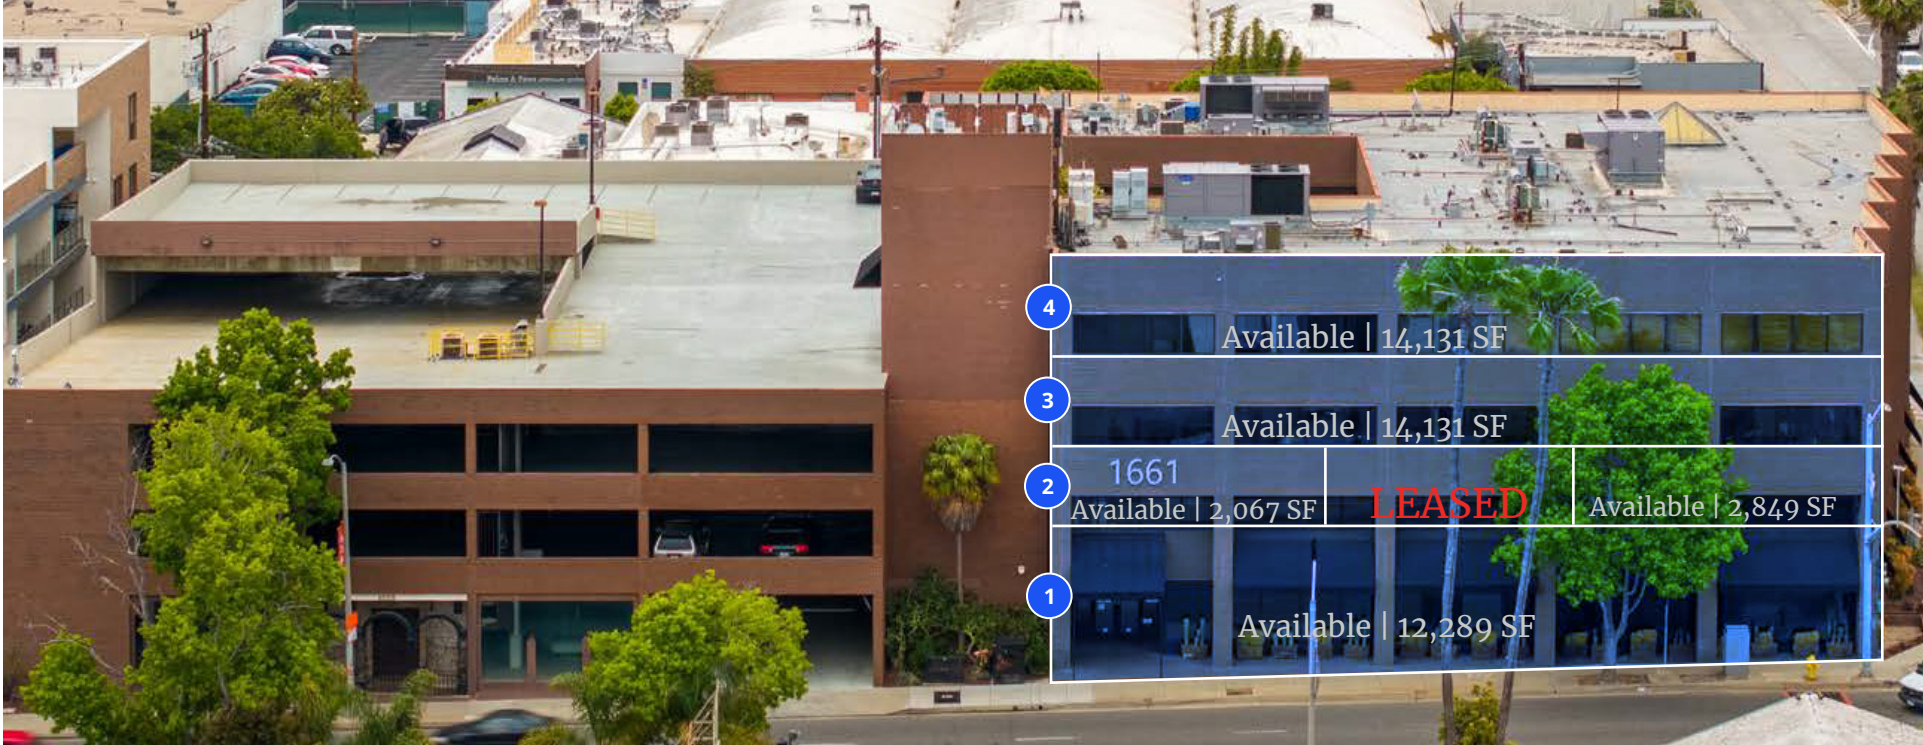 4
Available | 14,131 SF
3
Available | 14,131 SF
1661
2
Available | 2,067 SF
LEASED
Available | 2,849 SF
1
Available | 12,289 SF